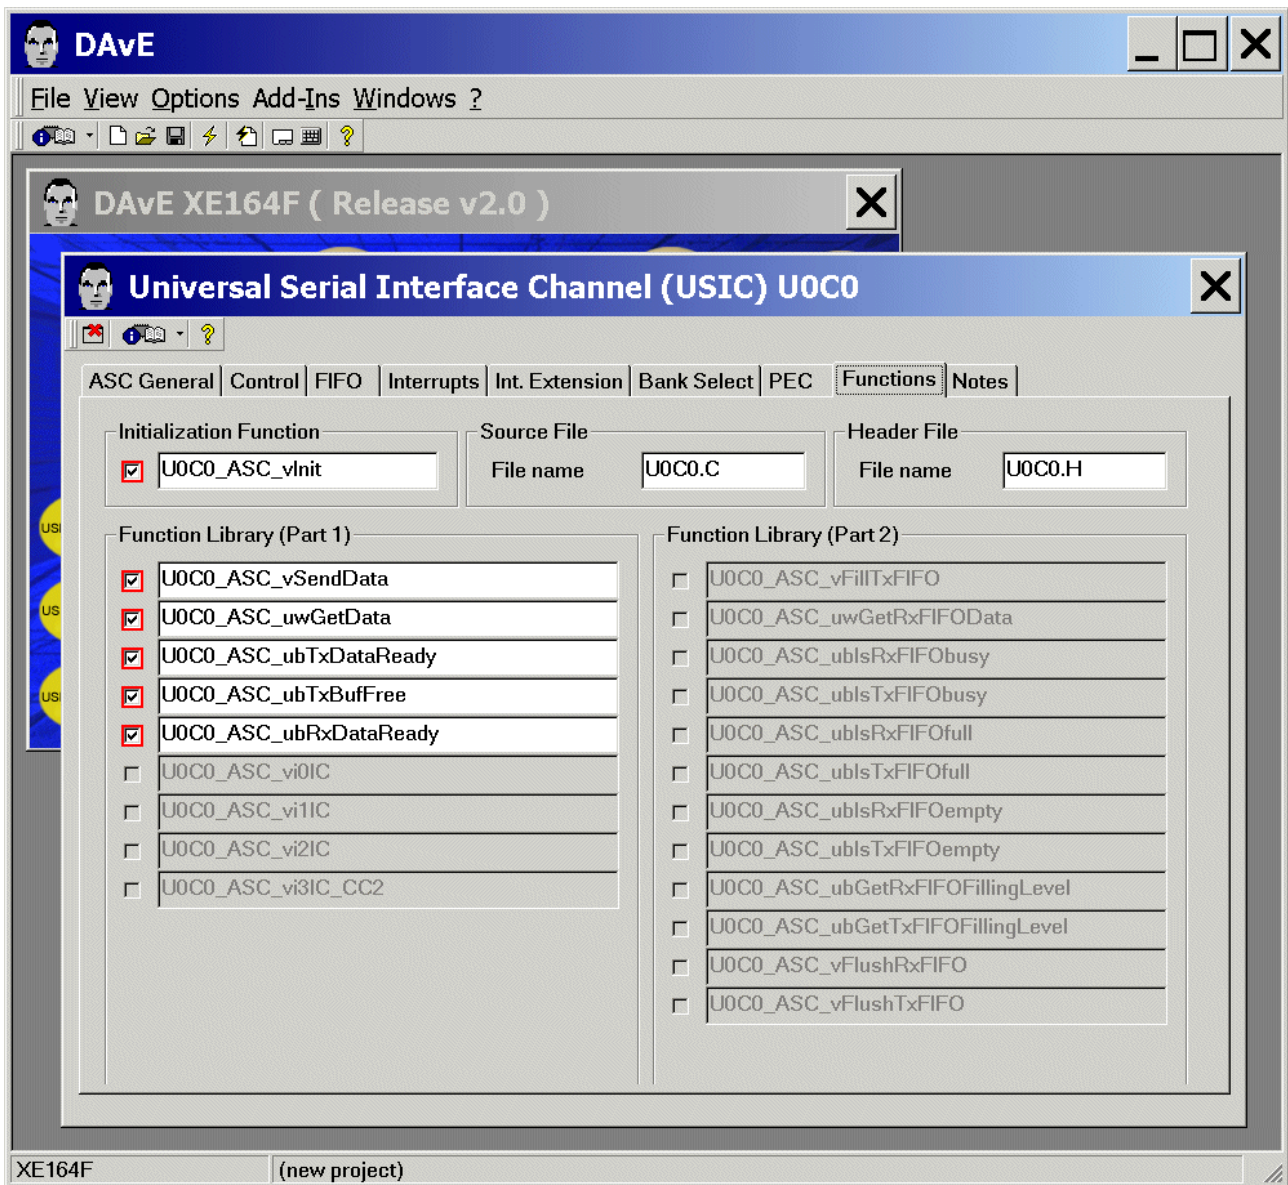 DAvE
File View Options Add-Ins Windows ?
DAvE XE164F ( Release v2.0 )
Universal Serial Interface Channel (USIC) U0C0
ASC General Control FIFO Interrupts Int. Extension Bank Select PEC Functions Notes
Initialization Function Source File Header File
U0C0_ASC_vInit File name U0C0.C File name U0C0.H
Function Library (Part 1) Function Library (Part 2)
U0C0_ASC_vSendData U0C0_ASC_vFillTxFIFO
U0C0_ASC_uwGetData U0C0_ASC_uwGetRxFIFOData
U0C0_ASC_ubTxDataReady U0C0_ASC_ubIsRxFIFObusy
U0C0_ASC_ubTxBufFree U0C0_ASC_ubIsTxFIFObusy
U0C0_ASC_ubRxDataReady U0C0_ASC_ubIsRxFIFOfull
U0C0_ASC_vi0IC U0C0_ASC_ubIsTxFIFOfull
U0C0_ASC_vi1IC U0C0_ASC_ubIsRxFIFOempty
U0C0_ASC_vi2IC U0C0_ASC_ubIsTxFIFOempty
U0C0_ASC_vi3IC_CC2 U0C0_ASC_ubGetRxFIFOFillingLevel
U0C0_ASC_ubGetTxFIFOFillingLevel
U0C0_ASC_vFlushRxFIFO
U0C0_ASC_vFlushTxFIFO
XE164F (new project)